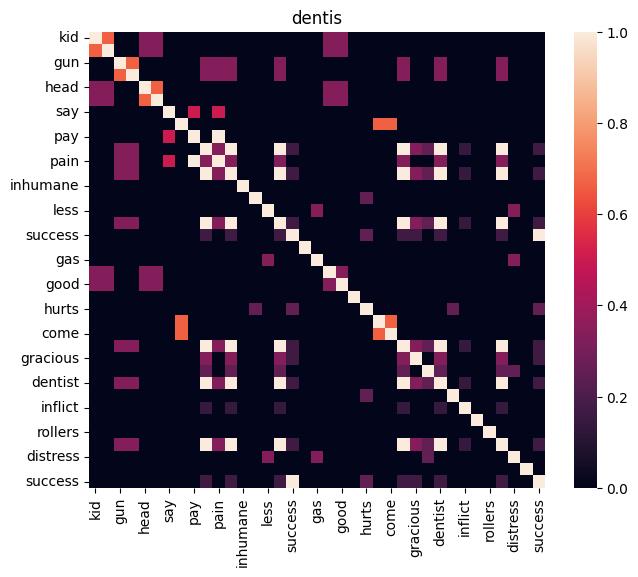 dentis
kid
gun
head
say
pay
pain
inhumane
less
success
gas
good
hurts
come
gracious
dentist
inflict
rollers
distress
success
1.0
0.8
0.6
0.4
0.2
0.0
kid
gun
head
say
pay
pain
inhumane
less
success
gas
good
hurts
come
gracious
dentist
inflict
rollers
distress
success